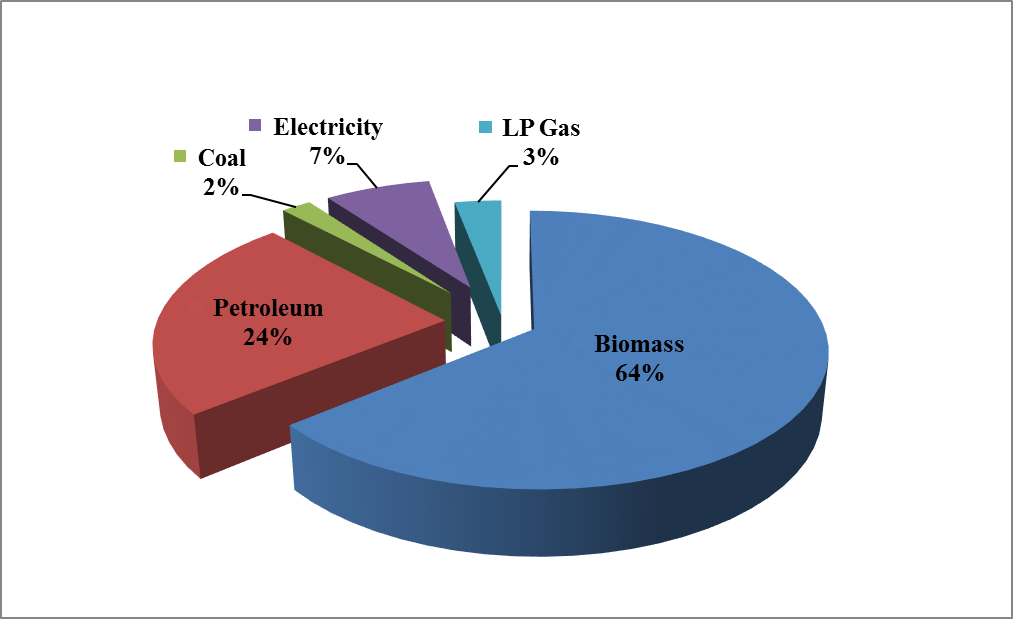 Electricity
7%
LP Gas
3%
Coal
2%
Petroleum
24%
Biomass
64%